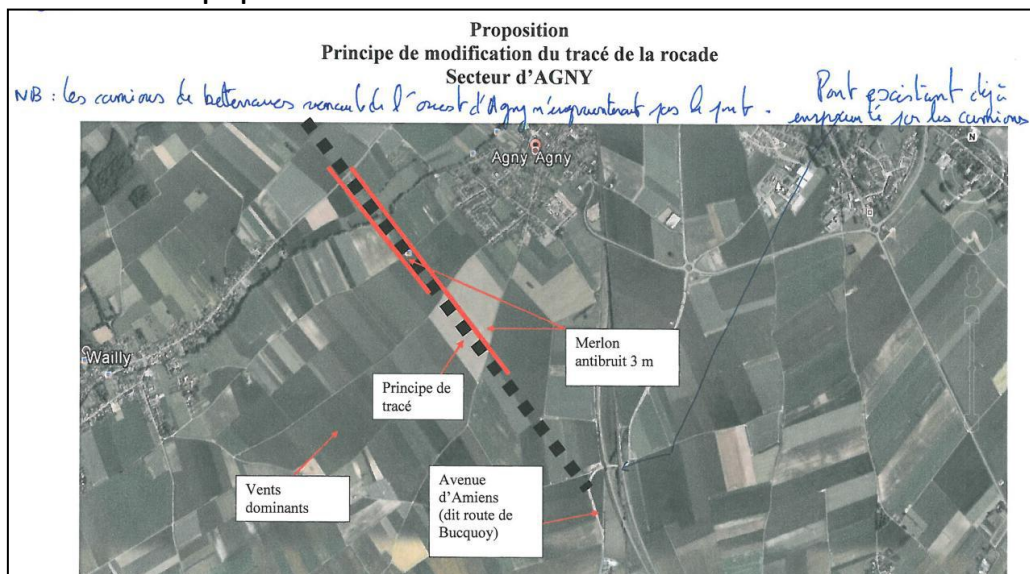 Proposition
Principe de modification du tracé de la rocade
Secteur d'AGNY
NB : les camions de betteraves venant de l'ouest d'Agny n'emprunteront pas le pont.
Pont existant déjà
emprunté par les camions
Agny Agny
N
Wailly
Merlon
antibruit 3 m
Principe de
tracé
Vents
dominants
Avenue
d'Amiens
(dit route de
Bucquoy)